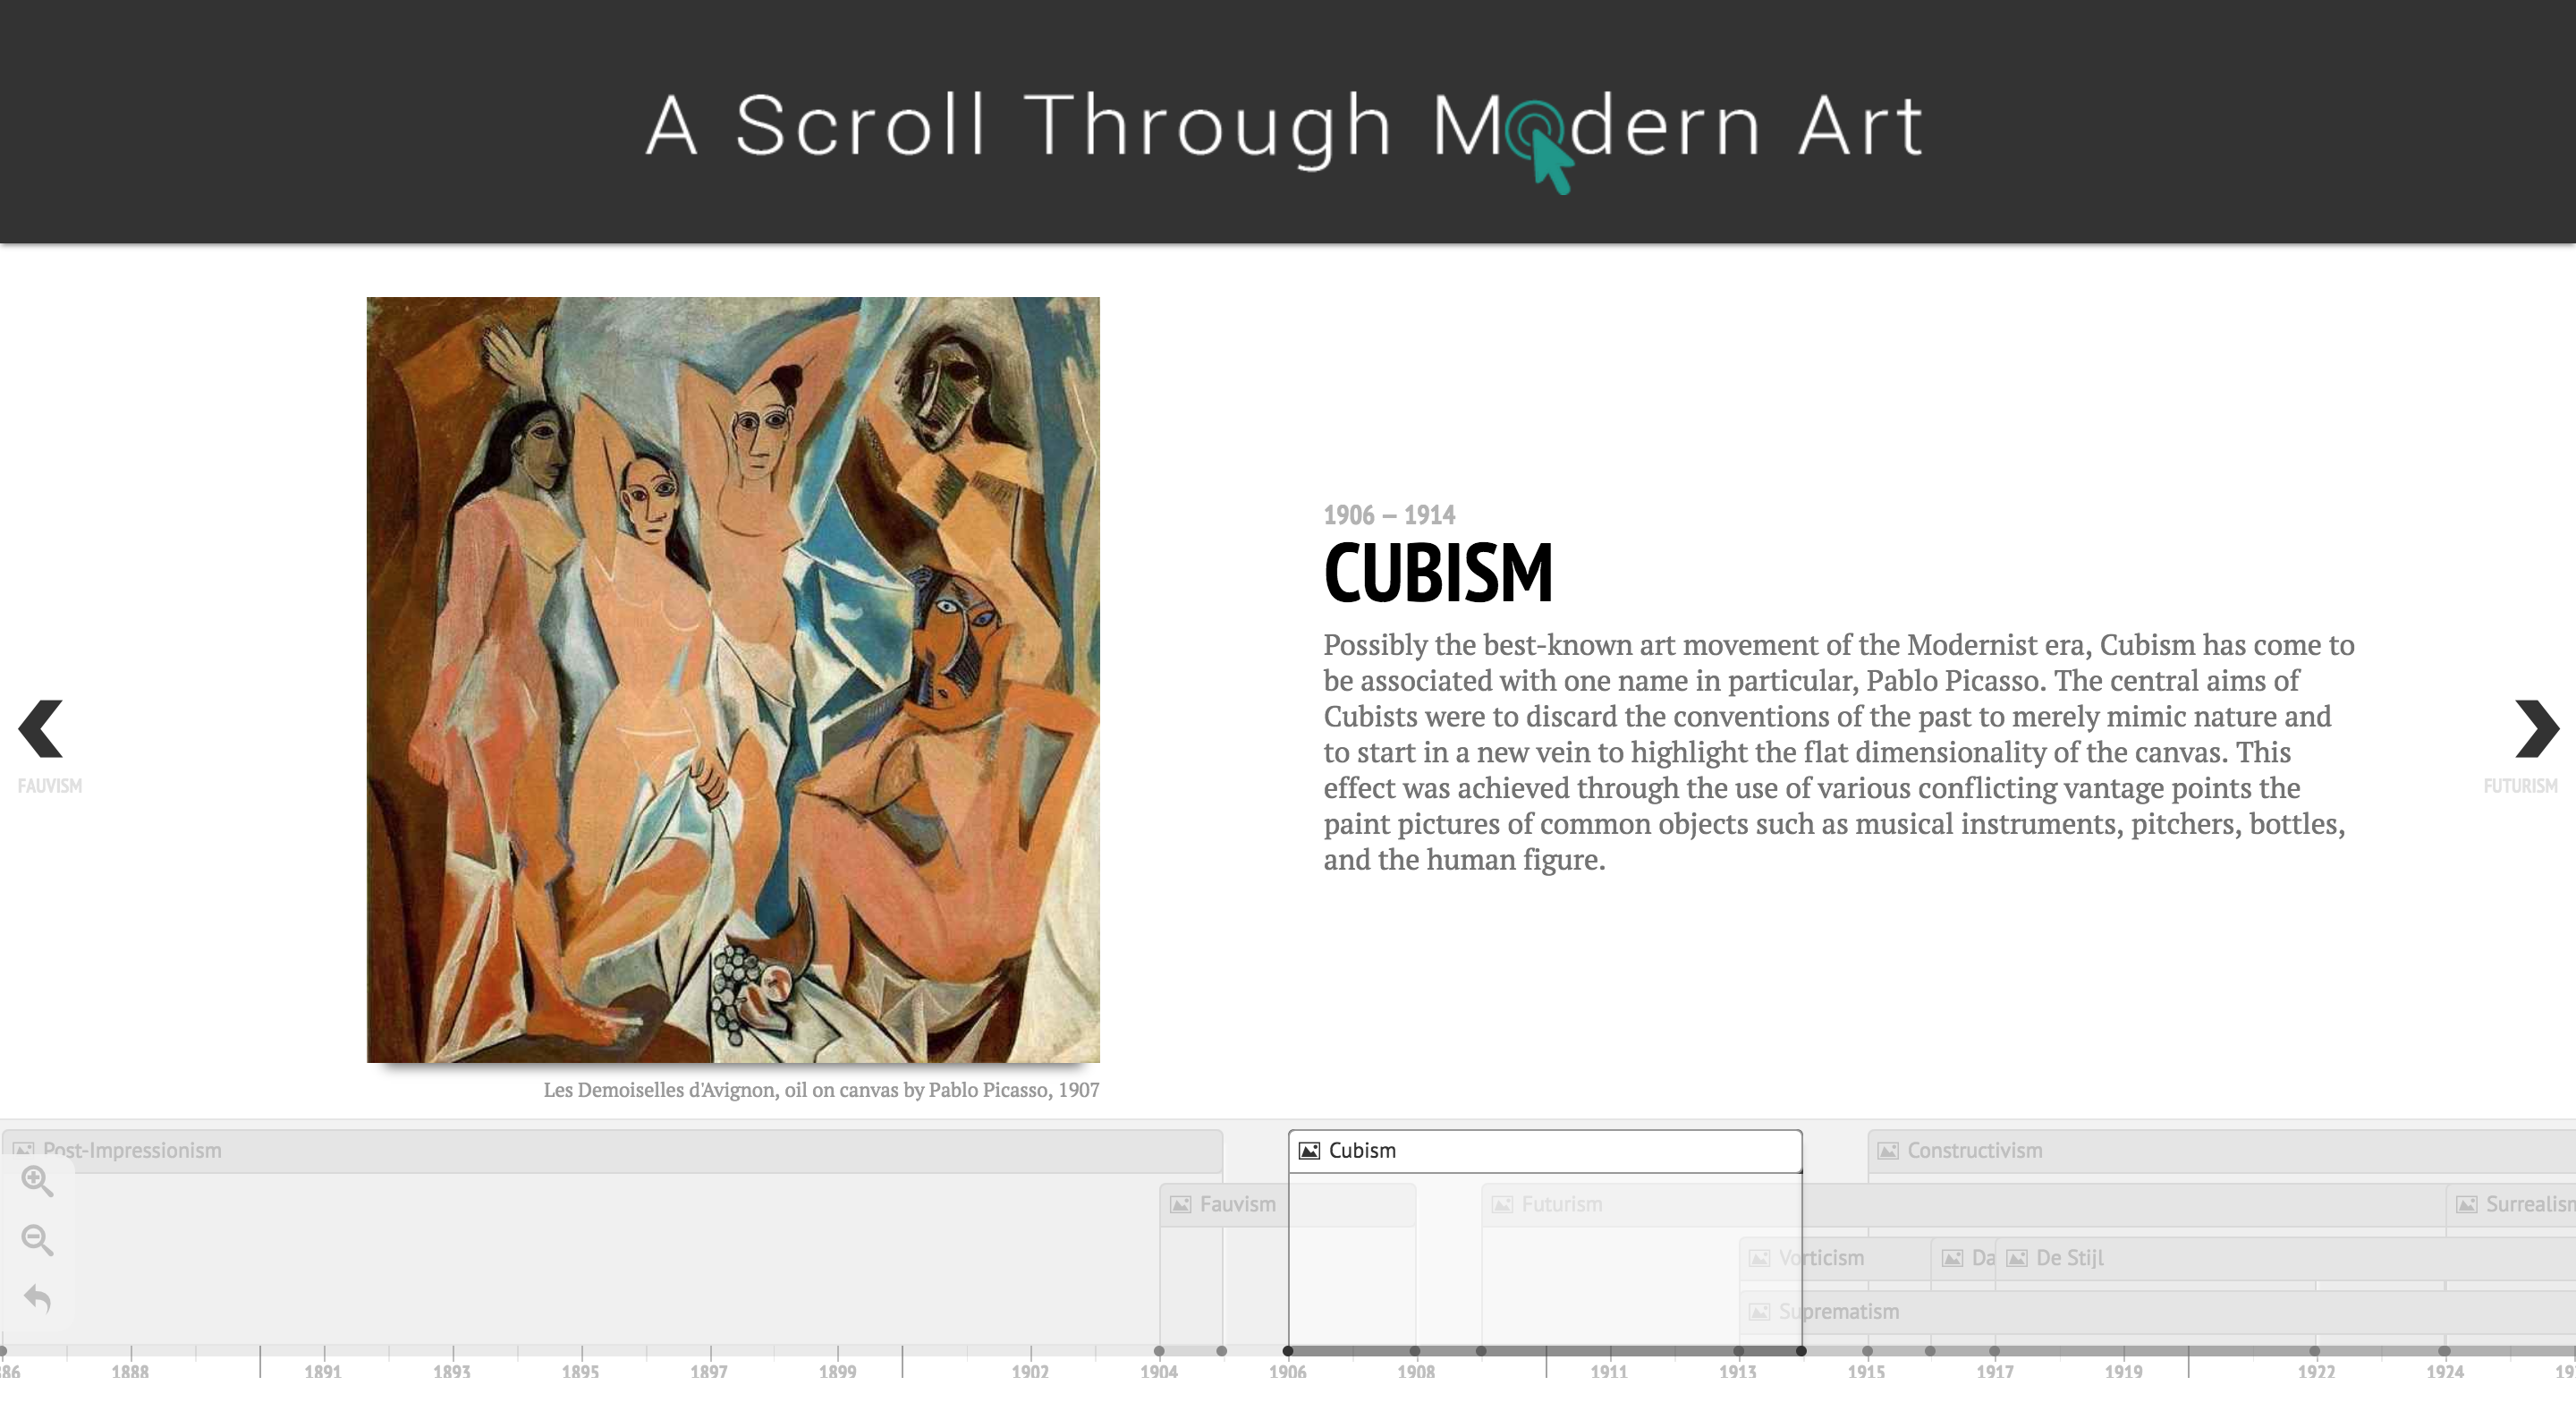 A Scroll Through Modern Art
1906 – 1914
CUBISM
Possibly the best-known art movement of the Modernist era, Cubism has come to
be associated with one name in particular, Pablo Picasso. The central aims of
Cubists were to discard the conventions of the past to merely mimic nature and
to start in a new vein to highlight the flat dimensionality of the canvas. This
effect was achieved through the use of various conflicting vantage points the
paint pictures of common objects such as musical instruments, pitchers, bottles,
and the human figure.
FAUVISM
FUTURISM
Les Demoiselles d'Avignon, oil on canvas by Pablo Picasso, 1907
Post-Impressionism
Cubism
Constructivism
Fauvism
Futurism
Surrealism
Vorticism
Da
De Stijl
Suprematism
86 1888 1891 1893 1895 1897 1899 1902 1904 1906 1908 1911 1913 1915 1917 1919 1922 1924 19